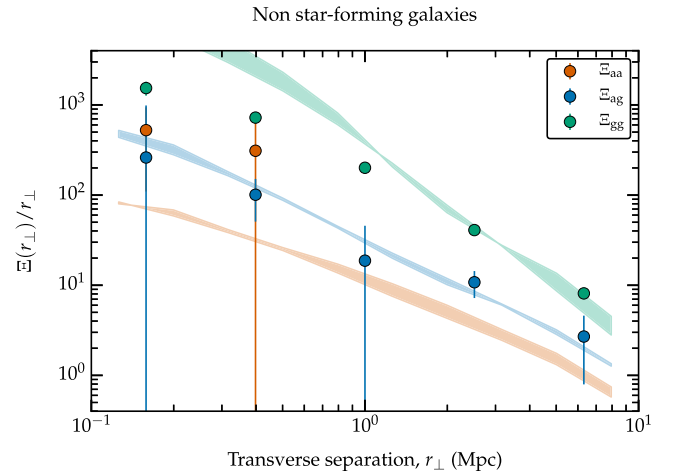 Non star-forming galaxies
Ξ(r⊥)/r⊥
10³
10²
10¹
10⁰
10⁻¹ 10⁰ 10¹
Transverse separation, r⊥ (Mpc)
Ξaa
Ξag
Ξgg